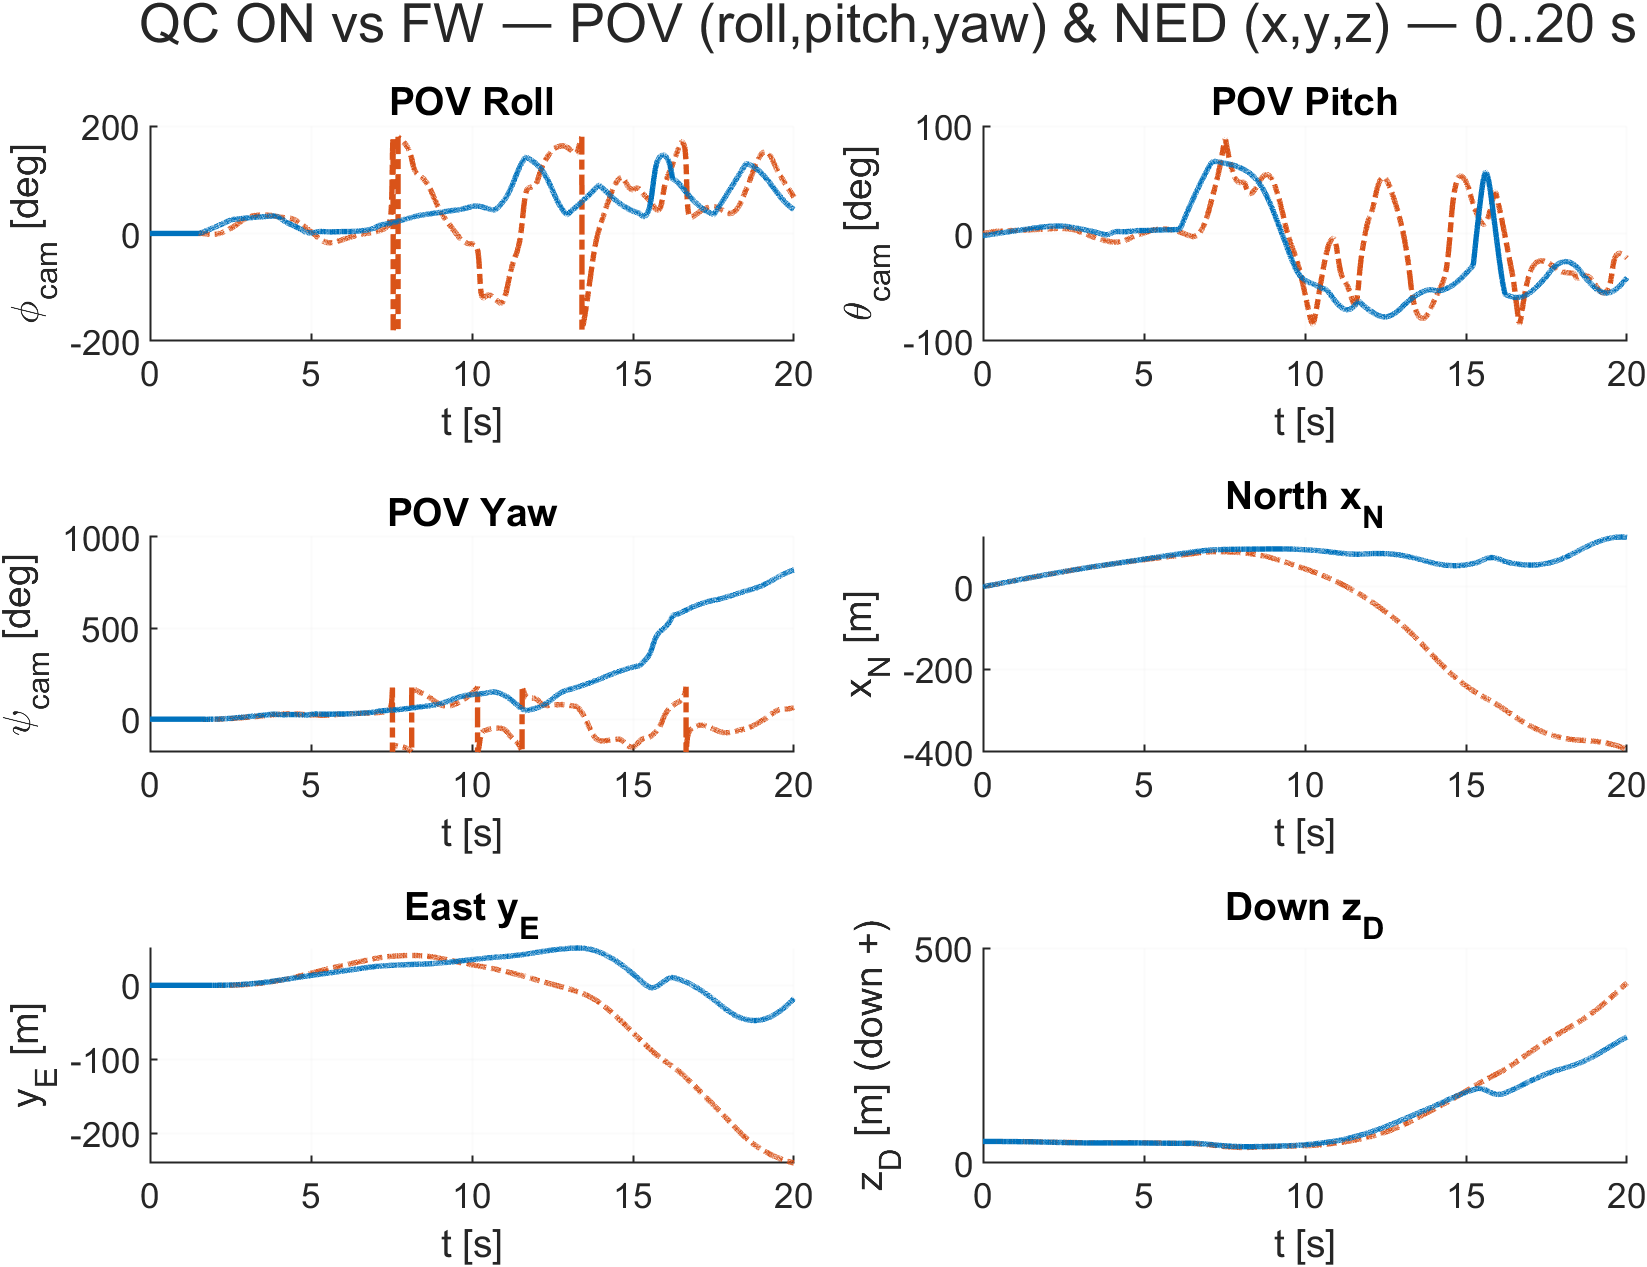 QC ON vs FW — POV (roll,pitch,yaw) & NED (x,y,z) — 0..20 s
POV Roll
ϕcam [deg]
200
0
-200
0 5 10 15 20
t [s]
POV Pitch
θcam [deg]
100
0
-100
0 5 10 15 20
t [s]
POV Yaw
ψcam [deg]
1000
500
0
0 5 10 15 20
t [s]
North xN
xN [m]
0
-200
-400
0 5 10 15 20
t [s]
East yE
yE [m]
0
-100
-200
0 5 10 15 20
t [s]
Down zD
zD [m] (down +)
500
0
0 5 10 15 20
t [s]